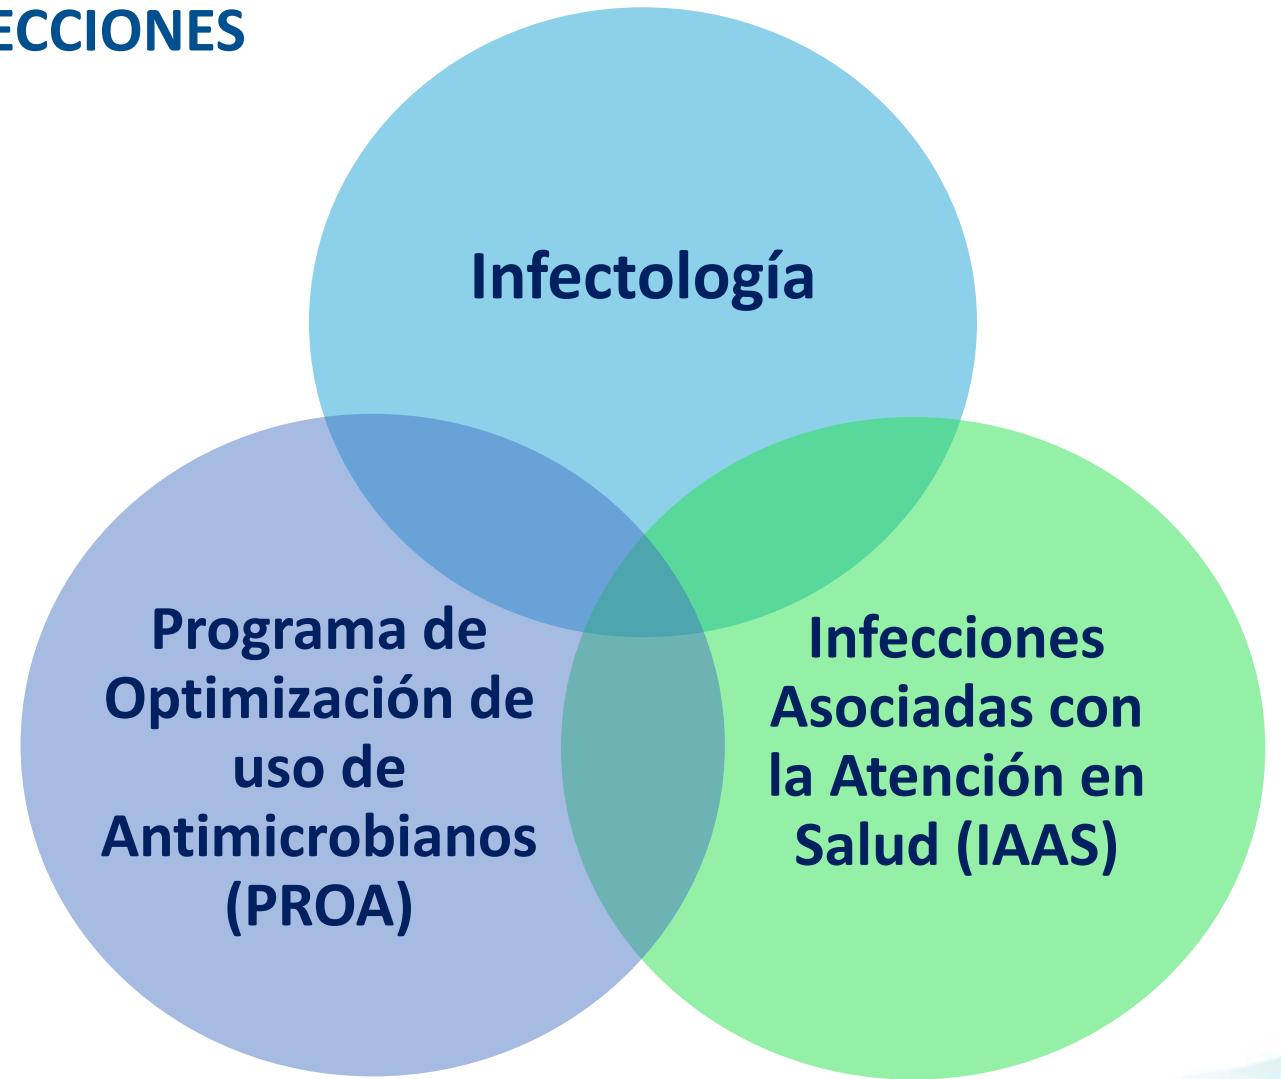 ECCIONES
Infectología
Programa de
Optimización de
uso de
Antimicrobianos
(PROA)
Infecciones
Asociadas con
la Atención en
Salud (IAAS)